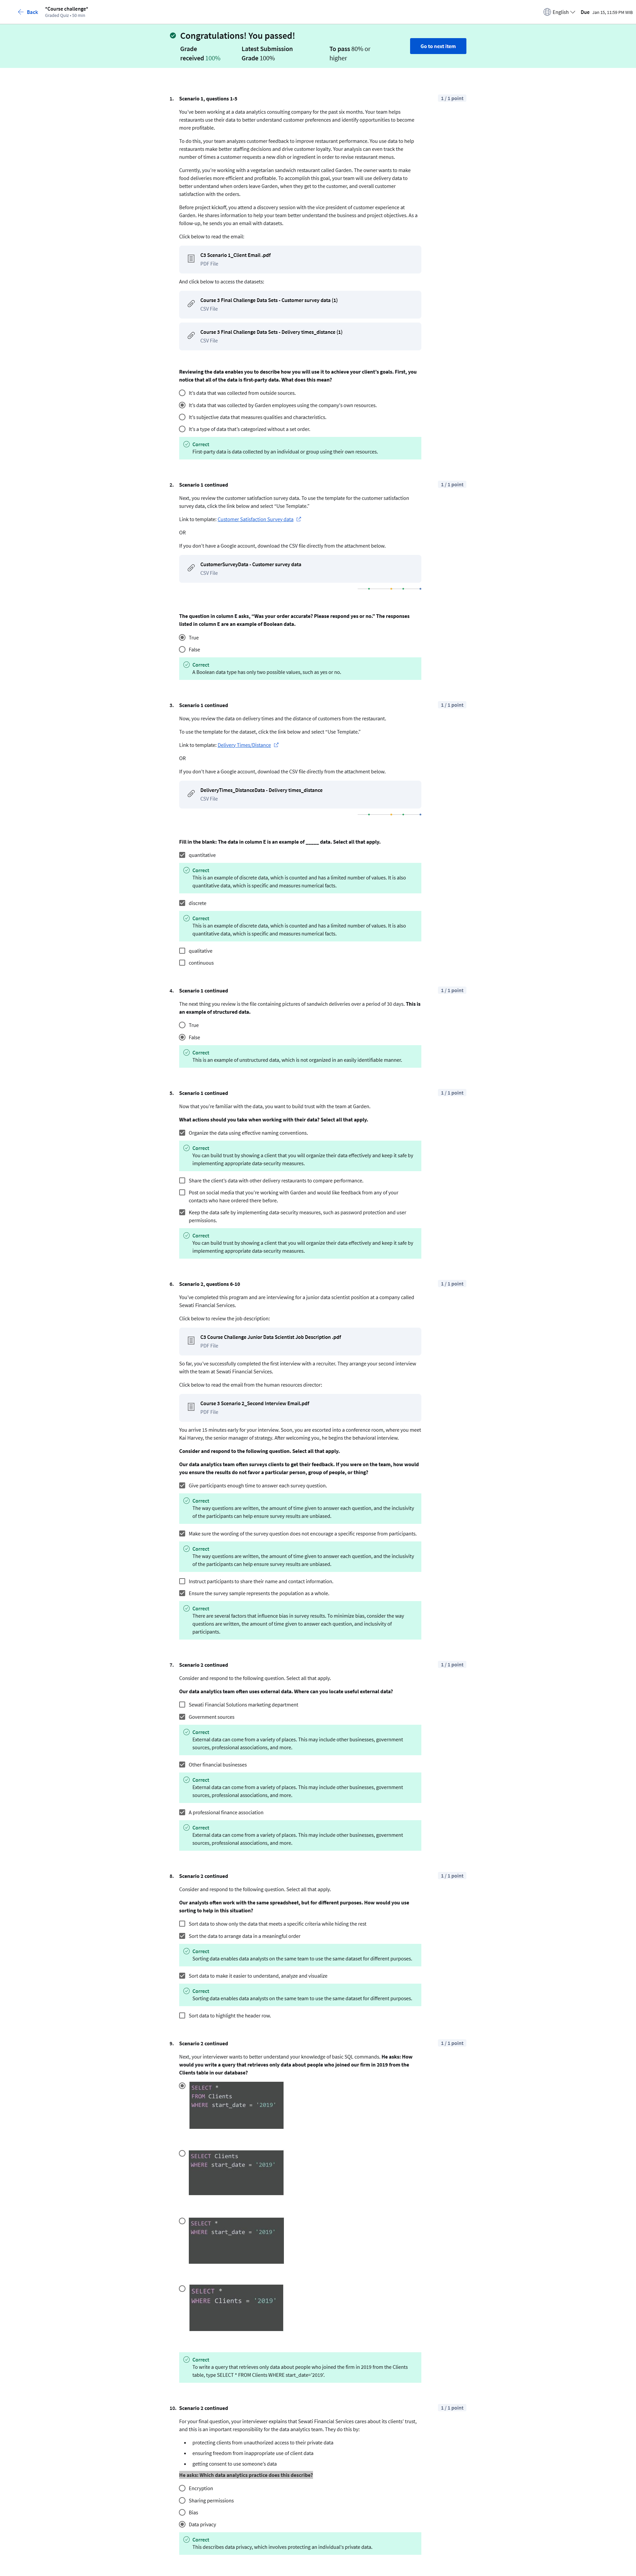 Back
"Course challenge"
Graded Quiz • 50 min
English
Due Jan 15, 11:59 PM WIB
Congratulations! You passed!
Grade received 100%
Latest Submission Grade 100%
To pass 80% or higher
Go to next item
1. Scenario 1, questions 1-5
1 / 1 point
You've been working at a data analytics consulting company for the past six months. Your team helps
restaurants use their data to better understand customer preferences and identify opportunities to become
more profitable.
To do this, your team analyzes customer feedback to improve restaurant performance. You use data to help
restaurants make better staffing decisions and drive customer loyalty. Your analysis can even track the
number of times a customer requests a new dish or ingredient in order to revise restaurant menus.
Currently, you're working with a vegetarian sandwich restaurant called Garden. The owner wants to make
food deliveries more efficient and profitable. To accomplish this goal, your team will use delivery data to
better understand when orders leave Garden, when they get to the customer, and overall customer
satisfaction with the orders.
Before project kickoff, you attend a discovery session with the vice president of customer experience at
Garden. He shares information to help your team better understand the business and project objectives. As a
follow-up, he sends you an email with datasets.
Click below to read the email:
C3 Scenario 1_Client Email .pdf
PDF File
And click below to access the datasets:
Course 3 Final Challenge Data Sets - Customer survey data (1)
CSV File
Course 3 Final Challenge Data Sets - Delivery times_distance (1)
CSV File
Reviewing the data enables you to describe how you will use it to achieve your client's goals. First, you
notice that all of the data is first-party data. What does this mean?
It's data that was collected from outside sources.
It's data that was collected by Garden employees using the company's own resources.
It's subjective data that measures qualities and characteristics.
It's a type of data that's categorized without a set order.
Correct
First-party data is data collected by an individual or group using their own resources.
2. Scenario 1 continued
1 / 1 point
Next, you review the customer satisfaction survey data. To use the template for the customer satisfaction
survey data, click the link below and select "Use Template."
Link to template: Customer Satisfaction Survey data
OR
If you don't have a Google account, download the CSV file directly from the attachment below.
CustomerSurveyData - Customer survey data
CSV File
The question in column E asks, "Was your order accurate? Please respond yes or no." The responses
listed in column E are an example of Boolean data.
True
False
Correct
A Boolean data type has only two possible values, such as yes or no.
3. Scenario 1 continued
1 / 1 point
Now, you review the data on delivery times and the distance of customers from the restaurant.
To use the template for the dataset, click the link below and select "Use Template."
Link to template: Delivery Times/Distance
OR
If you don't have a Google account, download the CSV file directly from the attachment below.
DeliveryTimes_DistanceData - Delivery times_distance
CSV File
Fill in the blank: The data in column E is an example of _____ data. Select all that apply.
quantitative
Correct
This is an example of discrete data, which is counted and has a limited number of values. It is also
quantitative data, which is specific and measures numerical facts.
discrete
Correct
This is an example of discrete data, which is counted and has a limited number of values. It is also
quantitative data, which is specific and measures numerical facts.
qualitative
continuous
4. Scenario 1 continued
1 / 1 point
The next thing you review is the file containing pictures of sandwich deliveries over a period of 30 days. This is
an example of structured data.
True
False
Correct
This is an example of unstructured data, which is not organized in an easily identifiable manner.
5. Scenario 1 continued
1 / 1 point
Now that you're familiar with the data, you want to build trust with the team at Garden.
What actions should you take when working with their data? Select all that apply.
Organize the data using effective naming conventions.
Correct
You can build trust by showing a client that you will organize their data effectively and keep it safe by
implementing appropriate data-security measures.
Share the client's data with other delivery restaurants to compare performance.
Post on social media that you're working with Garden and would like feedback from any of your
contacts who have ordered there before.
Keep the data safe by implementing data-security measures, such as password protection and user
permissions.
Correct
You can build trust by showing a client that you will organize their data effectively and keep it safe by
implementing appropriate data-security measures.
6. Scenario 2, questions 6-10
1 / 1 point
You've completed this program and are interviewing for a junior data scientist position at a company called
Sewati Financial Services.
Click below to review the job description:
C3 Course Challenge Junior Data Scientist Job Description .pdf
PDF File
So far, you've successfully completed the first interview with a recruiter. They arrange your second interview
with the team at Sewati Financial Services.
Click below to read the email from the human resources director:
Course 3 Scenario 2_Second Interview Email.pdf
PDF File
You arrive 15 minutes early for your interview. Soon, you are escorted into a conference room, where you meet
Kai Harvey, the senior manager of strategy. After welcoming you, he begins the behavioral interview.
Consider and respond to the following question. Select all that apply.
Our data analytics team often surveys clients to get their feedback. If you were on the team, how would
you ensure the results do not favor a particular person, group of people, or thing?
Give participants enough time to answer each survey question.
Correct
The way questions are written, the amount of time given to answer each question, and the inclusivity
of the participants can help ensure survey results are unbiased.
Make sure the wording of the survey question does not encourage a specific response from participants.
Correct
The way questions are written, the amount of time given to answer each question, and the inclusivity
of the participants can help ensure survey results are unbiased.
Instruct participants to share their name and contact information.
Ensure the survey sample represents the population as a whole.
Correct
There are several factors that influence bias in survey results. To minimize bias, consider the way
questions are written, the amount of time given to answer each question, and inclusivity of
participants.
7. Scenario 2 continued
1 / 1 point
Consider and respond to the following question. Select all that apply.
Our data analytics team often uses external data. Where can you locate useful external data?
Sewati Financial Solutions marketing department
Government sources
Correct
External data can come from a variety of places. This may include other businesses, government
sources, professional associations, and more.
Other financial businesses
Correct
External data can come from a variety of places. This may include other businesses, government
sources, professional associations, and more.
A professional finance association
Correct
External data can come from a variety of places. This may include other businesses, government
sources, professional associations, and more.
8. Scenario 2 continued
1 / 1 point
Consider and respond to the following question. Select all that apply.
Our analysts often work with the same spreadsheet, but for different purposes. How would you use
sorting to help in this situation?
Sort data to show only the data that meets a specific criteria while hiding the rest
Sort the data to arrange data in a meaningful order
Correct
Sorting data enables data analysts on the same team to use the same dataset for different purposes.
Sort data to make it easier to understand, analyze and visualize
Correct
Sorting data enables data analysts on the same team to use the same dataset for different purposes.
Sort data to highlight the header row.
9. Scenario 2 continued
1 / 1 point
Next, your interviewer wants to better understand your knowledge of basic SQL commands. He asks: How
would you write a query that retrieves only data about people who joined our firm in 2019 from the
Clients table in our database?
SELECT *
FROM Clients
WHERE start_date = '2019'
SELECT Clients
WHERE start_date = '2019'
SELECT *
WHERE start_date = '2019'
SELECT *
WHERE Clients = '2019'
Correct
To write a query that retrieves only data about people who joined the firm in 2019 from the Clients
table, type SELECT * FROM Clients WHERE start_date='2019'.
10. Scenario 2 continued
1 / 1 point
For your final question, your interviewer explains that Sewati Financial Services cares about its clients' trust,
and this is an important responsibility for the data analytics team. They do this by:
• protecting clients from unauthorized access to their private data
• ensuring freedom from inappropriate use of client data
• getting consent to use someone's data
He asks: Which data analytics practice does this describe?
Encryption
Sharing permissions
Bias
Data privacy
Correct
This describes data privacy, which involves protecting an individual's private data.